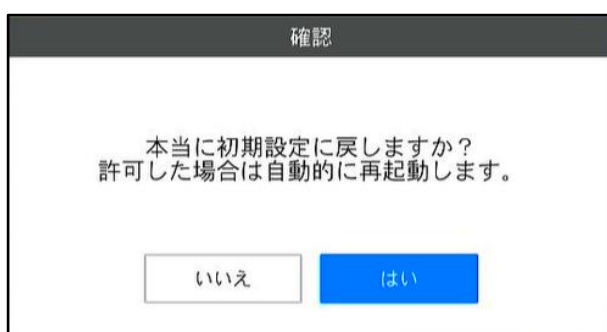 確認
本当に初期設定に戻しますか？
許可した場合は自動的に再起動します。
いいえ
はい